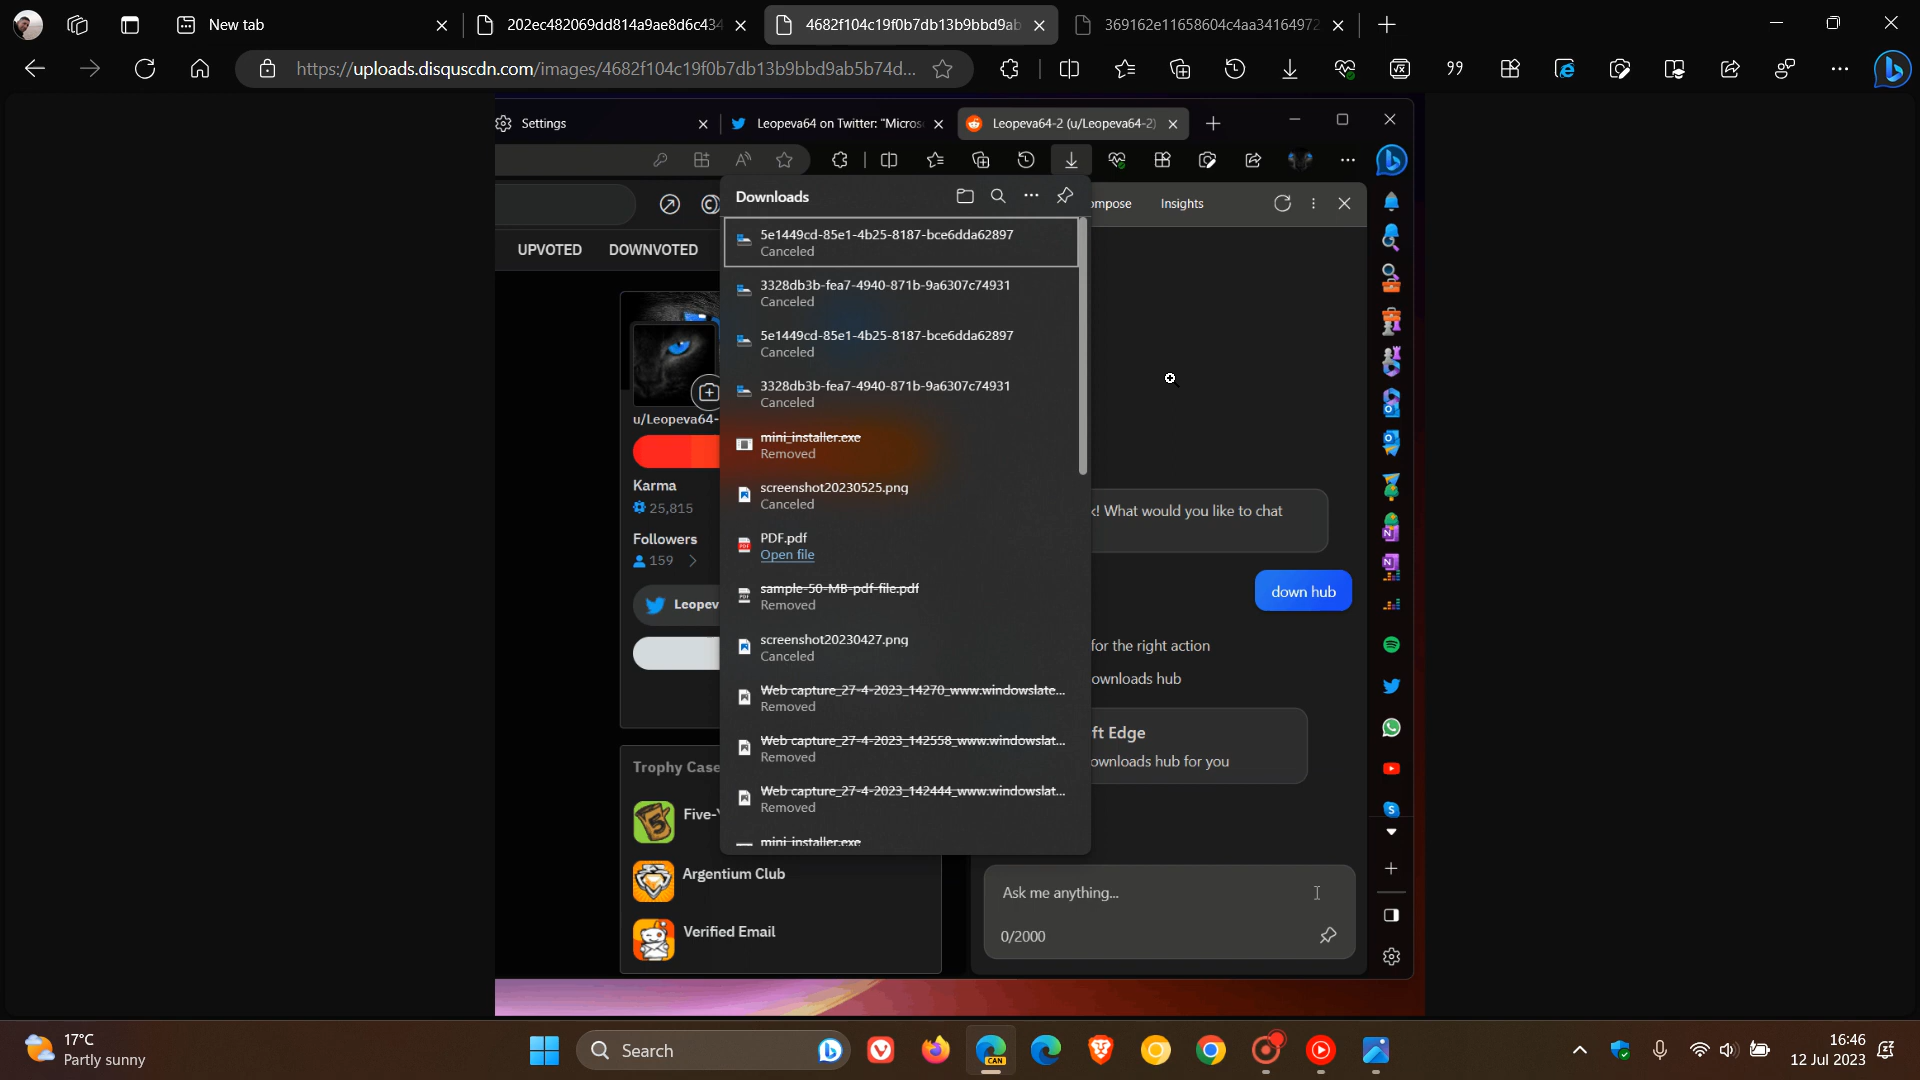 New tab
202ec482069dd814a9ae8d6c434
4682f104c19f0b7db13b9bbd9ab
369162e11658604c4aa34164972
https://uploads.disquscdn.com/images/4682f104c19f0b7db13b9bbd9ab5b74d...
Settings
Leopeva64 on Twitter: "Micros
Leopeva64-2 (u/Leopeva64-2)
Downloads
ompose
Insights
UPVOTED
DOWNVOTED
5e1449cd-85e1-4b25-8187-bce6dda62897
Canceled
3328db3b-fea7-4940-871b-9a6307c74931
Canceled
5e1449cd-85e1-4b25-8187-bce6dda62897
Canceled
3328db3b-fea7-4940-871b-9a6307c74931
Canceled
mini_installer.exe
Removed
screenshot20230525.png
Canceled
PDF.pdf
Open file
sample-50-MB-pdf-file.pdf
Removed
screenshot20230427.png
Canceled
Web capture_27-4-2023_14270_www.windowslate...
Removed
Web capture_27-4-2023_142558_www.windowslat...
Removed
Web capture_27-4-2023_142444_www.windowslat...
Removed
mini_installer.exe
u/Leopeva64-
Karma
25,815
Followers
159
Leopev
Trophy Case
Five-Y
Argentium Club
Verified Email
k! What would you like to chat
down hub
for the right action
ownloads hub
ft Edge
ownloads hub for you
Ask me anything...
0/2000
17°C
Partly sunny
Search
CAN
16:46
12 Jul 2023